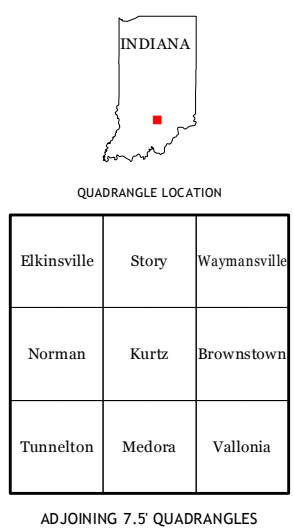 INDIANA
QUADRANGLE LOCATION
Elkinsville Story Waymansville
Norman Kurtz Brownstown
Tunnelton Medora Vallonia
ADJOINING 7.5' QUADRANGLES